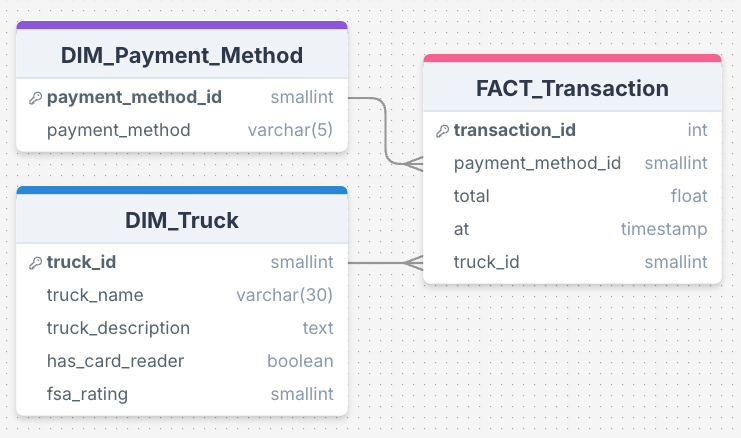 DIM_Payment_Method
payment_method_id smallint
payment_method varchar(5)
DIM_Truck
truck_id smallint
truck_name varchar(30)
truck_description text
has_card_reader boolean
fsa_rating smallint
FACT_Transaction
transaction_id int
payment_method_id smallint
total float
at timestamp
truck_id smallint